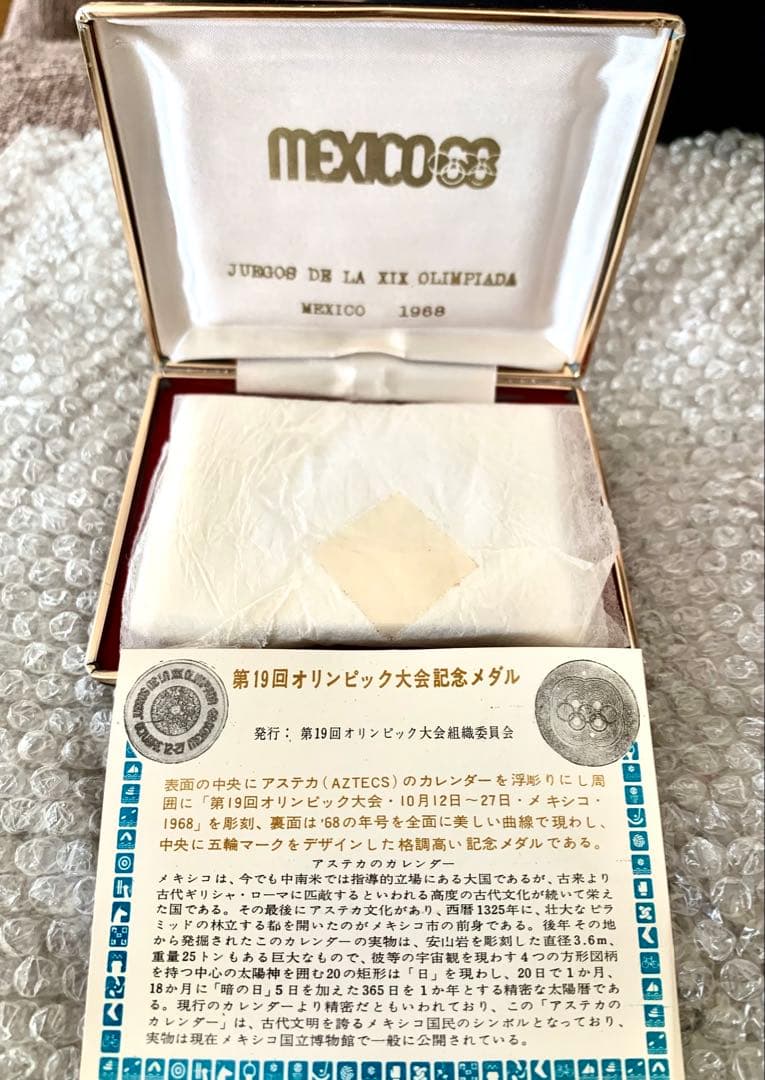 MEXICO68
JUEGOS DE LA XIX OLIMPIADA
MEXICO 1968
第19回オリンピック大会記念メダル
発行: 第19回オリンピック大会組織委員会
表面の中央にアステカ(AZTECS)のカレンダーを浮彫りにし周
囲に「第19回オリンピック大会・10月12日〜27日・メキシコ・
1968」を彫刻、裏面は'68の年号を全面に美しい曲線で現わし、
中央に五輪マークをデザインした格調高い記念メダルである。
アステカのカレンダー
メキシコは、今でも中南米では指導的立場にある大国であるが、古来より
古代ギリシャ・ローマに匹敵するといわれる高度の古代文化が続いて栄え
た国である。その最後にアステカ文化があり、西暦1325年に、壮大なピラ
ミッドの林立する都を開いたのがメキシコ市の前身である。後年その地
から発掘されたこのカレンダーの実物は、安山岩を彫刻した直径3.6m、
重量25トンもある巨大なもので、彼等の宇宙観を現わす4つの方形図柄
を持つ中心の太陽神を囲む20の矩形は「日」を現わし、20日で1か月、
18か月に「暗の日」5日を加えた365日を1か年とする精密な太陽暦であ
る。現行のカレンダーより精密だともいわれており、この「アステカの
カレンダー」は、古代文明を誇るメキシコ国民のシンボルとなっており、
実物は現在メキシコ国立博物館で一般に公開されている。